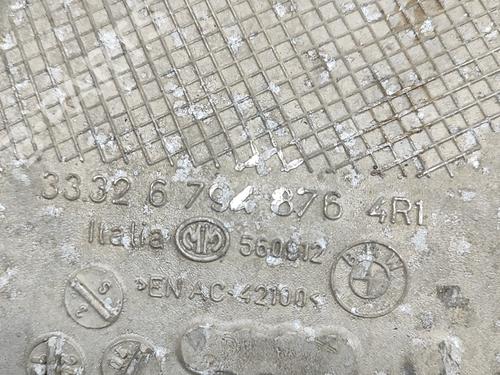 33.32 6 794 876 4R1
Italia 560912 BMW
>EN AC-42100<